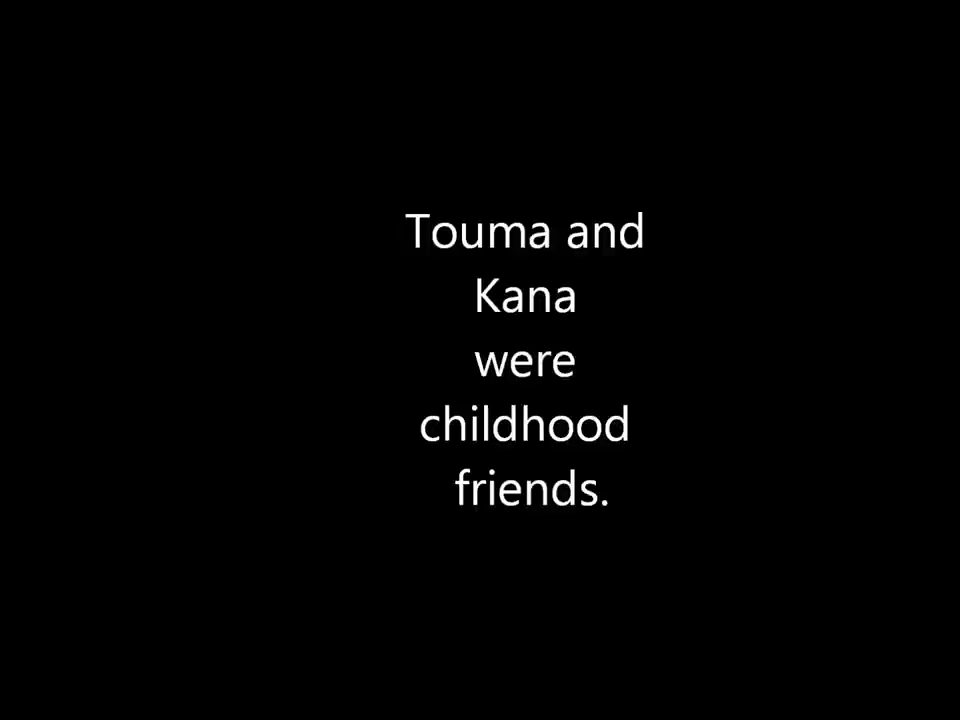 Touma and
Kana
were
childhood
friends.